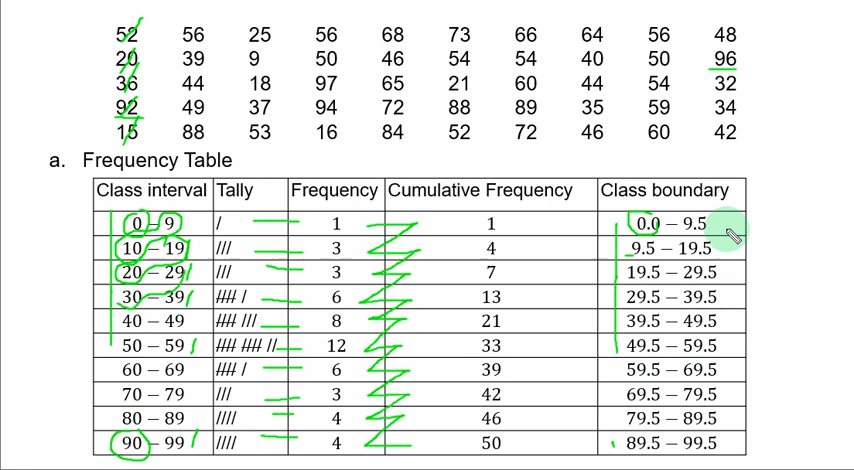 52 56 25 56 68 73 66 64 56 48
20 39 9 50 46 54 54 40 50 96
36 44 18 97 65 21 60 44 54 32
92 49 37 94 72 88 89 35 59 34
15 88 53 16 84 52 72 46 60 42
a. Frequency Table
Class interval Tally Frequency Cumulative Frequency Class boundary
0 – 9 / 1 1 0.0 – 9.5
10 – 19 /// 3 4 9.5 – 19.5
20 – 29 /// 3 7 19.5 – 29.5
30 – 39 //// / 6 13 29.5 – 39.5
40 – 49 //// /// 8 21 39.5 – 49.5
50 – 59 //// //// // 12 33 49.5 – 59.5
60 – 69 //// / 6 39 59.5 – 69.5
70 – 79 /// 3 42 69.5 – 79.5
80 – 89 //// 4 46 79.5 – 89.5
90 – 99 //// 4 50 89.5 – 99.5